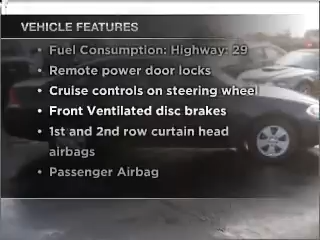 VEHICLE FEATURES
• Fuel Consumption: Highway: 29
• Remote power door locks
• Cruise controls on steering wheel
• Front Ventilated disc brakes
• 1st and 2nd row curtain head
airbags
• Passenger Airbag